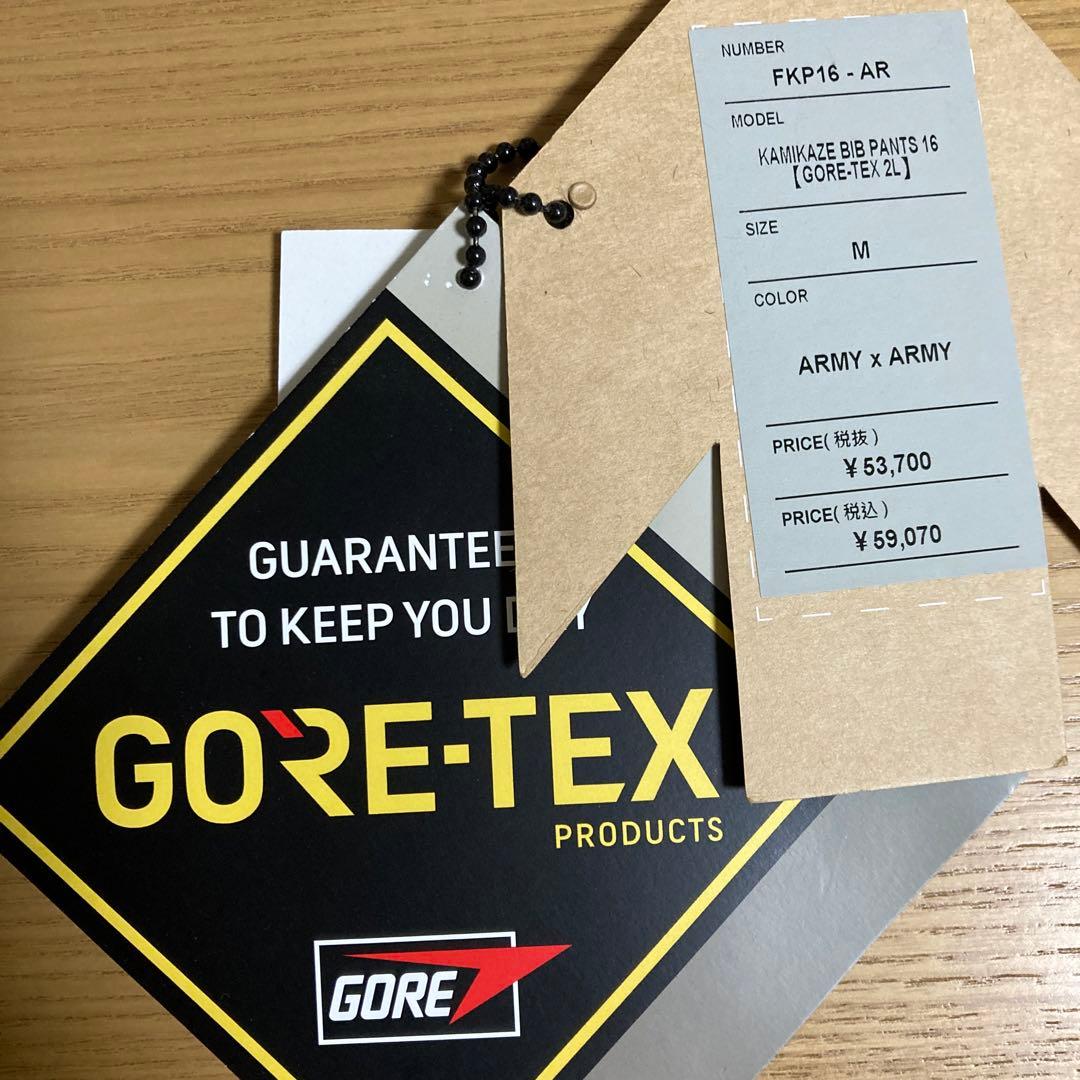 NUMBER
FKP16 - AR
MODEL
KAMIKAZE BIB PANTS 16
【GORE-TEX 2L】
SIZE
M
COLOR
ARMY x ARMY
PRICE( 税抜 )
¥53,700
PRICE( 税込 )
¥59,070
GUARANTEE
TO KEEP YOU
GORE-TEX
PRODUCTS
GORE